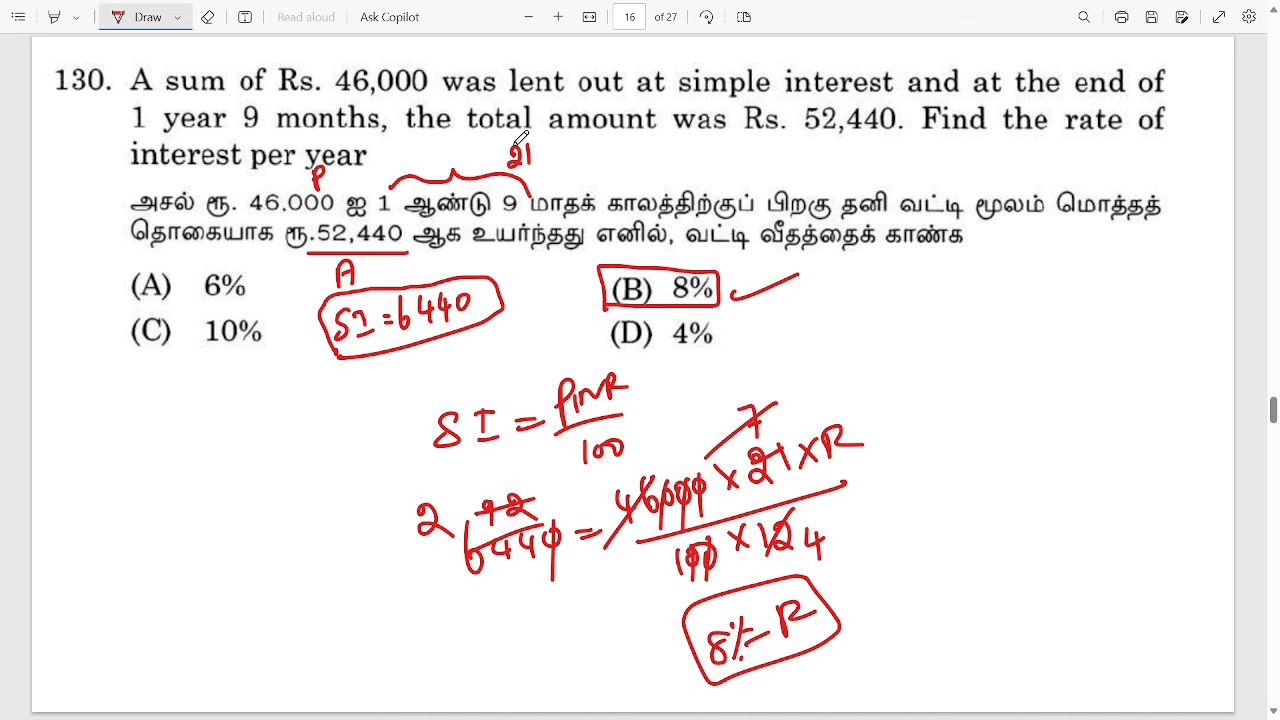 Draw Read aloud Ask Copilot 16 of 27
130. A sum of Rs. 46,000 was lent out at simple interest and at the end of
1 year 9 months, the total amount was Rs. 52,440. Find the rate of
interest per year
21
P
அசல் ரூ. 46,000 ஐ 1 ஆண்டு 9 மாதக் காலத்திற்குப் பிறகு தனி வட்டி மூலம் மொத்தத்
தொகையாக ரூ.52,440 ஆக உயர்ந்தது எனில், வட்டி வீதத்தைக் காண்க
A
(A) 6% (B) 8%
SI = 6440
(C) 10% (D) 4%
SI = PNR
100
7
2 92
6440 = 46000 × 21 × R
100 × 12 4
8% = R